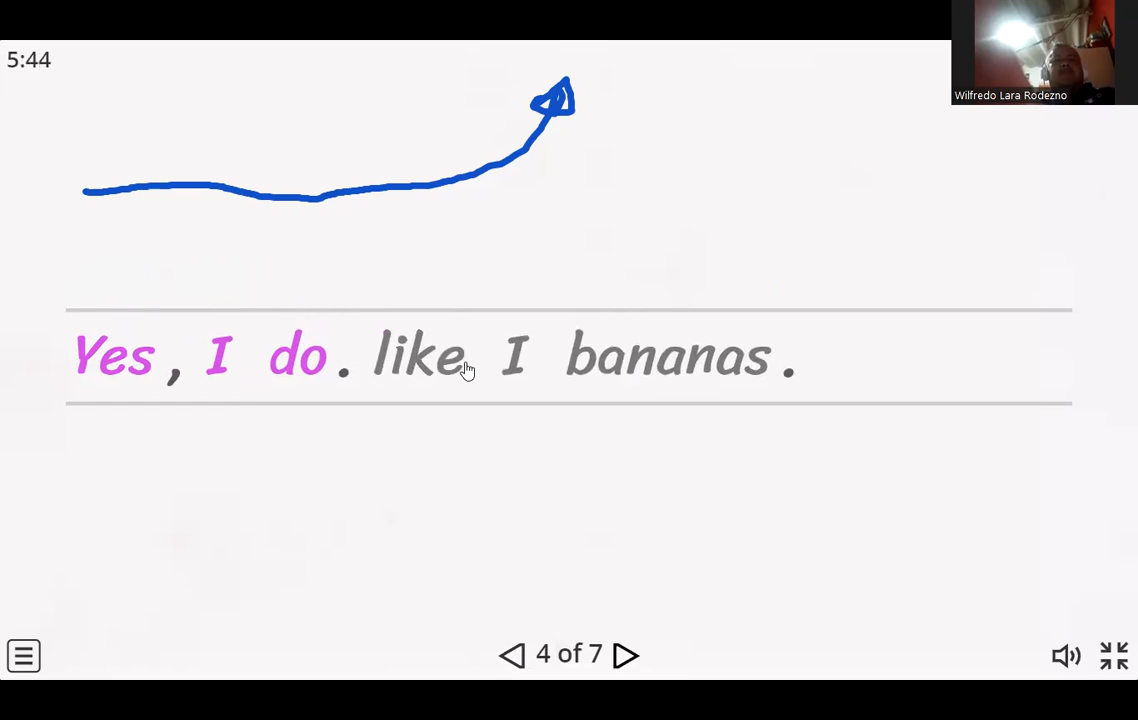 5:44
Wilfredo Lara Rodezno
Yes, I do. like I bananas.
4 of 7